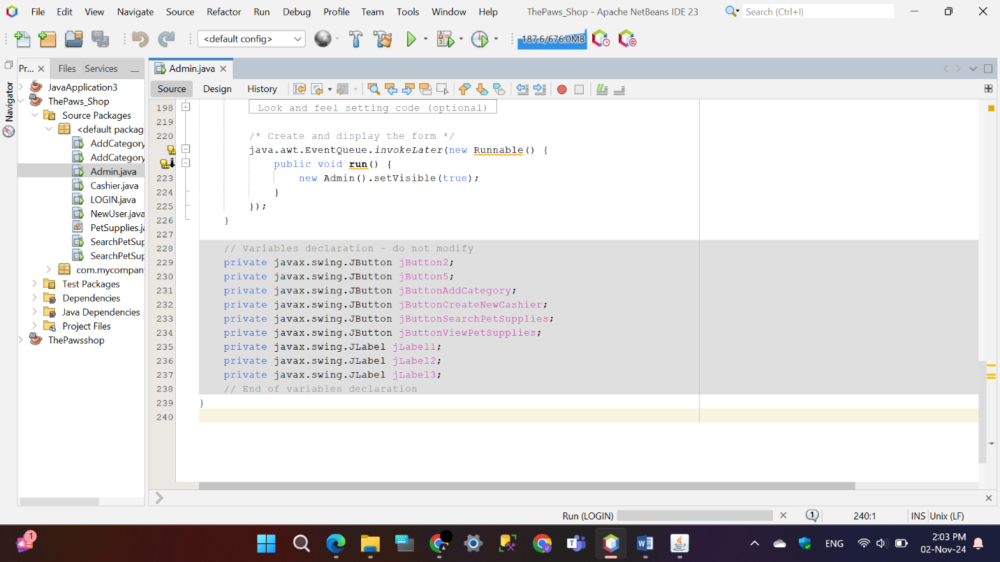 File Edit View Navigate Source Refactor Run Debug Profile Team Tools Window Help ThePaws_Shop - Apache NetBeans IDE 23 Search (Ctrl+I)
<default config> 187.6/676.0MB
Pr... Files Services Admin.java
Navigator
JavaApplication3
ThePaws_Shop
Source Packages
<default packag
AddCategory
AddCategory
Admin.java
Cashier.java
LOGIN.java
NewUser.java
PetSupplies.ja
SearchPetSup
SearchPetSup
com.mycompan
Test Packages
Dependencies
Java Dependencies
Project Files
ThePawsshop
Source Design History
198 Look and feel setting code (optional)
219
220 /* Create and display the form */
java.awt.EventQueue.invokeLater(new Runnable() {
public void run() {
223 new Admin().setVisible(true);
224 }
225 });
226 }
227
228 // Variables declaration - do not modify
229 private javax.swing.JButton jButton2;
230 private javax.swing.JButton jButton5;
231 private javax.swing.JButton jButtonAddCategory;
232 private javax.swing.JButton jButtonCreateNewCashier;
233 private javax.swing.JButton jButtonSearchPetSupplies;
234 private javax.swing.JButton jButtonViewPetSupplies;
235 private javax.swing.JLabel jLabel1;
236 private javax.swing.JLabel jLabel2;
237 private javax.swing.JLabel jLabel3;
238 // End of variables declaration
239 }
240
Run (LOGIN) 1 240:1 INS Unix (LF)
1 ENG 2:03 PM
02-Nov-24